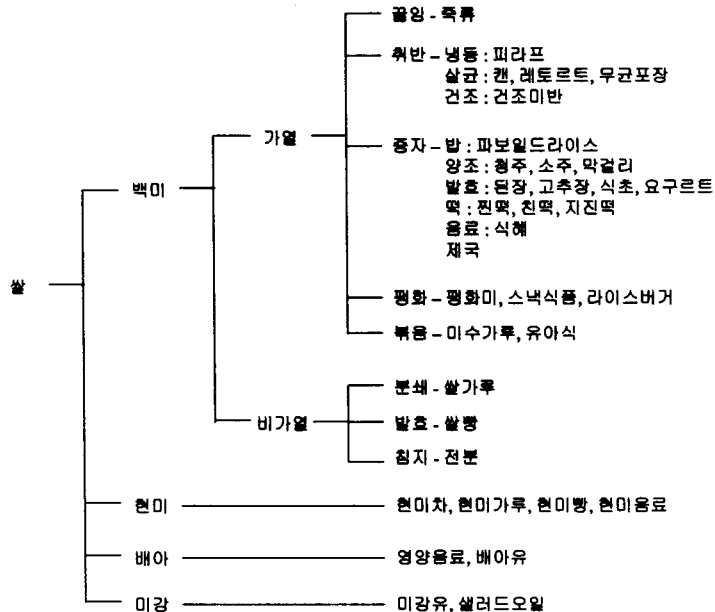 끓임 - 죽류
취반 - 냉동 : 피라프
살균 : 캔, 레토르트, 무균포장
건조 : 건조미반
가열
증자 - 밥 : 파보일드라이스
양조 : 청주, 소주, 막걸리
발효 : 된장, 고추장, 식초, 요구르트
떡 : 찐떡, 친떡, 지진떡
음료 : 식혜
제국
백미
쌀
팽화 - 팽화미, 스낵식품, 라이스버거
볶음 - 미수가루, 유아식
분쇄 - 쌀가루
비가열
발효 - 쌀빵
침지 - 전분
현미
현미차, 현미가루, 현미빵, 현미음료
배아
영양음료, 배아유
미강
미강유, 샐러드오일